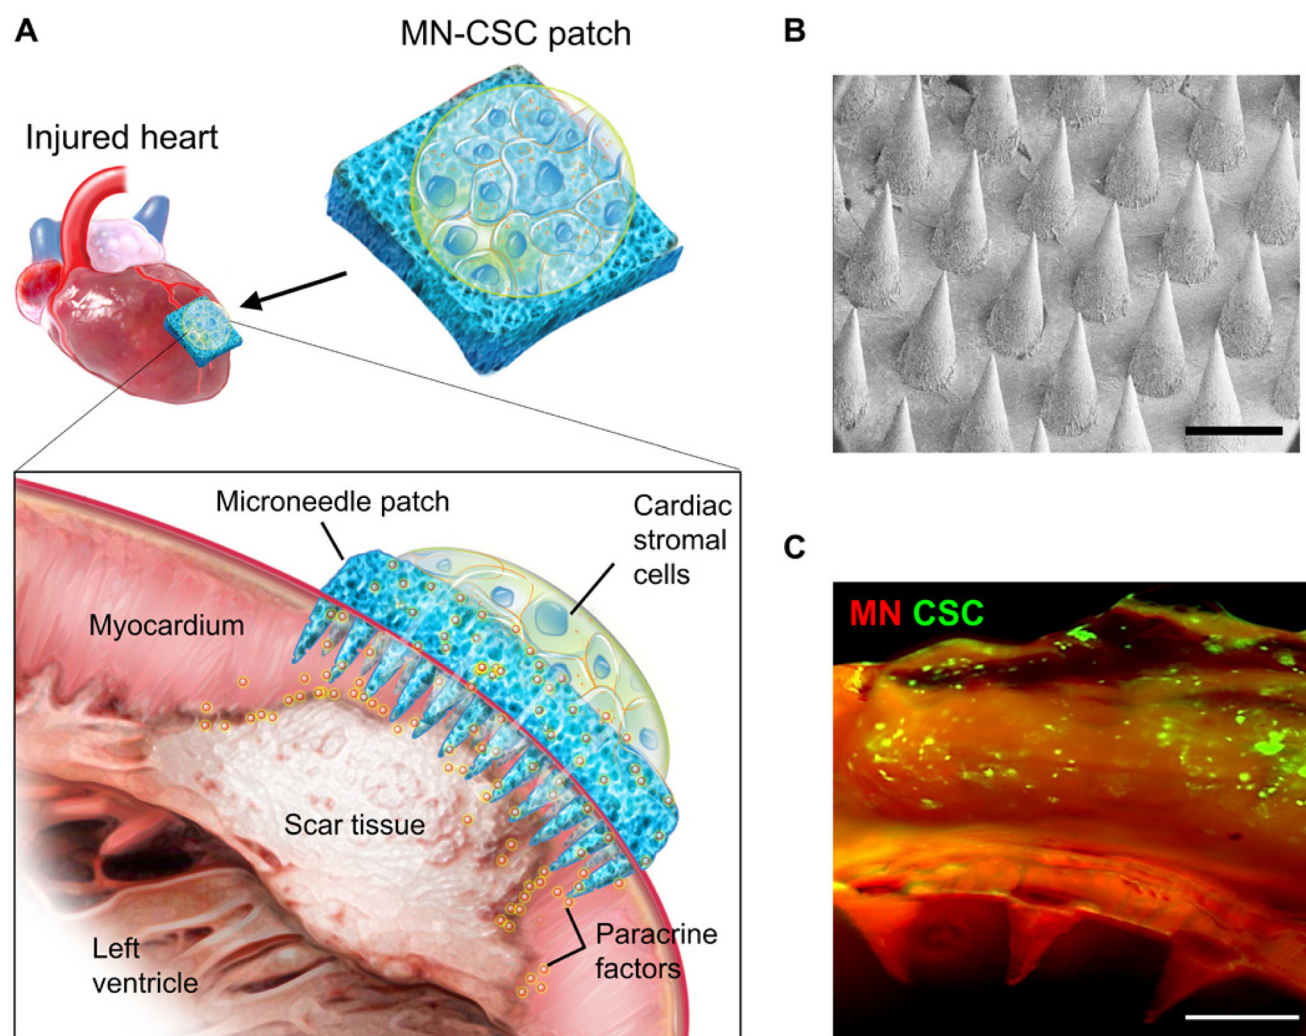 A
MN-CSC patch
Injured heart
Microneedle patch
Cardiac
stromal
cells
Myocardium
Scar tissue
Left
ventricle
Paracrine
factors
B
C
MN CSC